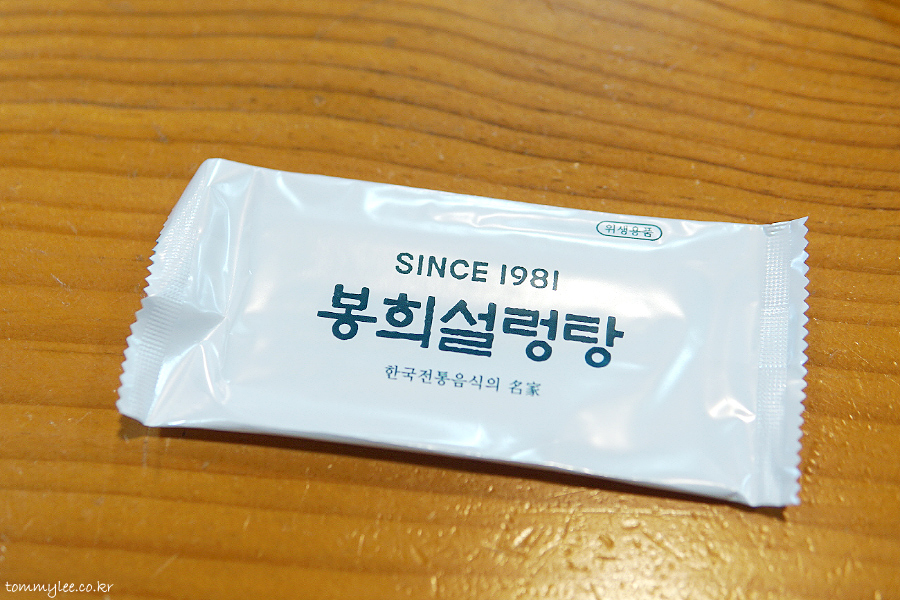 위생용품
SINCE 1981
봉희설렁탕
한국전통음식의 名家
tommylee.co.kr